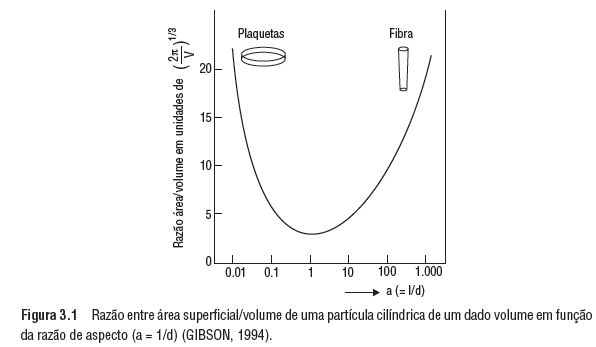 Plaquetas
Fibra
Razão área/volume em unidades de (2π/V)^1/3
20
15
10
5
0
0.01 0.1 1 10 100 1.000
a (= l/d)
Figura 3.1 Razão entre área superficial/volume de uma partícula cilíndrica de um dado volume em função
da razão de aspecto (a = 1/d) (GIBSON, 1994).